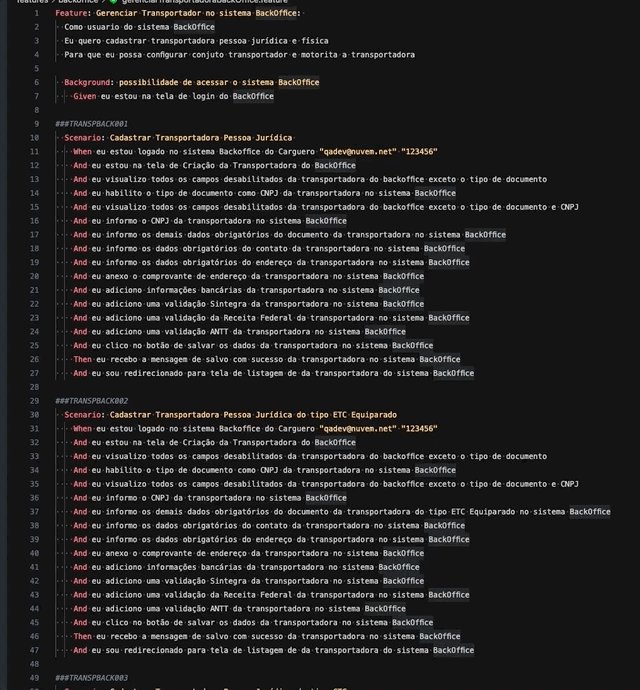 features > Backoffice > gerenciarTransportadoraBackOffice.feature
1 Feature: Gerenciar Transportador no sistema BackOffice:
2 Como usuario do sistema BackOffice
3 Eu quero cadastrar transportadora pessoa jurídica e física
4 Para que eu possa configurar conjuto transportador e motorita a transportadora
5
6 Background: possibilidade de acessar o sistema BackOffice
7 Given eu estou na tela de login do BackOffice
8
9 ###TRANSPBACK001
10 Scenario: Cadastrar Transportadora Pessoa Jurídica
11 When eu estou logado no sistema Backoffice do Carguero "qadev@nuvem.net" "123456"
12 And eu estou na tela de Criação da Transportadora do BackOffice
13 And eu visualizo todos os campos desabilitados da transportadora do backoffice exceto o tipo de documento
14 And eu habilito o tipo de documento como CNPJ da transportadora no sistema BackOffice
15 And eu visualizo todos os campos desabilitados da transportadora do backoffice exceto o tipo de documento e CNPJ
16 And eu informo o CNPJ da transportadora no sistema BackOffice
17 And eu informo os demais dados obrigatórios do documento da transportadora no sistema BackOffice
18 And eu informo os dados obrigatórios do contato da transportadora no sistema BackOffice
19 And eu informo os dados obrigatórios do endereço da transportadora no sistema BackOffice
20 And eu anexo o comprovante de endereço da transportadora no sistema BackOffice
21 And eu adiciono informações bancárias da transportadora no sistema BackOffice
22 And eu adiciono uma validação Sintegra da transportadora no sistema BackOffice
23 And eu adiciono uma validação da Receita Federal da transportadora no sistema BackOffice
24 And eu adiciono uma validação ANTT da transportadora no sistema BackOffice
25 And eu clico no botão de salvar os dados da transportadora no sistema BackOffice
26 Then eu recebo a mensagem de salvo com sucesso da transportadora no sistema BackOffice
27 And eu sou redirecionado para tela de listagem de da transportadora do sistema BackOffice
28
29 ###TRANSPBACK002
30 Scenario: Cadastrar Transportadora Pessoa Jurídica do tipo ETC Equiparado
31 When eu estou logado no sistema Backoffice do Carguero "qadev@nuvem.net" "123456"
32 And eu estou na tela de Criação da Transportadora do BackOffice
33 And eu visualizo todos os campos desabilitados da transportadora do backoffice exceto o tipo de documento
34 And eu habilito o tipo de documento como CNPJ da transportadora no sistema BackOffice
35 And eu visualizo todos os campos desabilitados da transportadora do backoffice exceto o tipo de documento e CNPJ
36 And eu informo o CNPJ da transportadora no sistema BackOffice
37 And eu informo os demais dados obrigatórios do documento da transportadora do tipo ETC Equiparado no sistema BackOffice
38 And eu informo os dados obrigatórios do contato da transportadora no sistema BackOffice
39 And eu informo os dados obrigatórios do endereço da transportadora no sistema BackOffice
40 And eu anexo o comprovante de endereço da transportadora no sistema BackOffice
41 And eu adiciono informações bancárias da transportadora no sistema BackOffice
42 And eu adiciono uma validação Sintegra da transportadora no sistema BackOffice
43 And eu adiciono uma validação da Receita Federal da transportadora no sistema BackOffice
44 And eu adiciono uma validação ANTT da transportadora no sistema BackOffice
45 And eu clico no botão de salvar os dados da transportadora no sistema BackOffice
46 Then eu recebo a mensagem de salvo com sucesso da transportadora no sistema BackOffice
47 And eu sou redirecionado para tela de listagem de da transportadora do sistema BackOffice
48
49 ###TRANSPBACK003